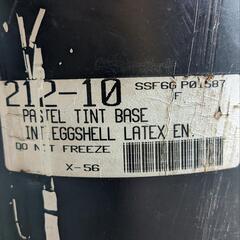 212-10 SSF6G P01587
F
PASTEL TINT BASE
INT EGGSHELL LATEX EN.
DO NOT FREEZE
X-56